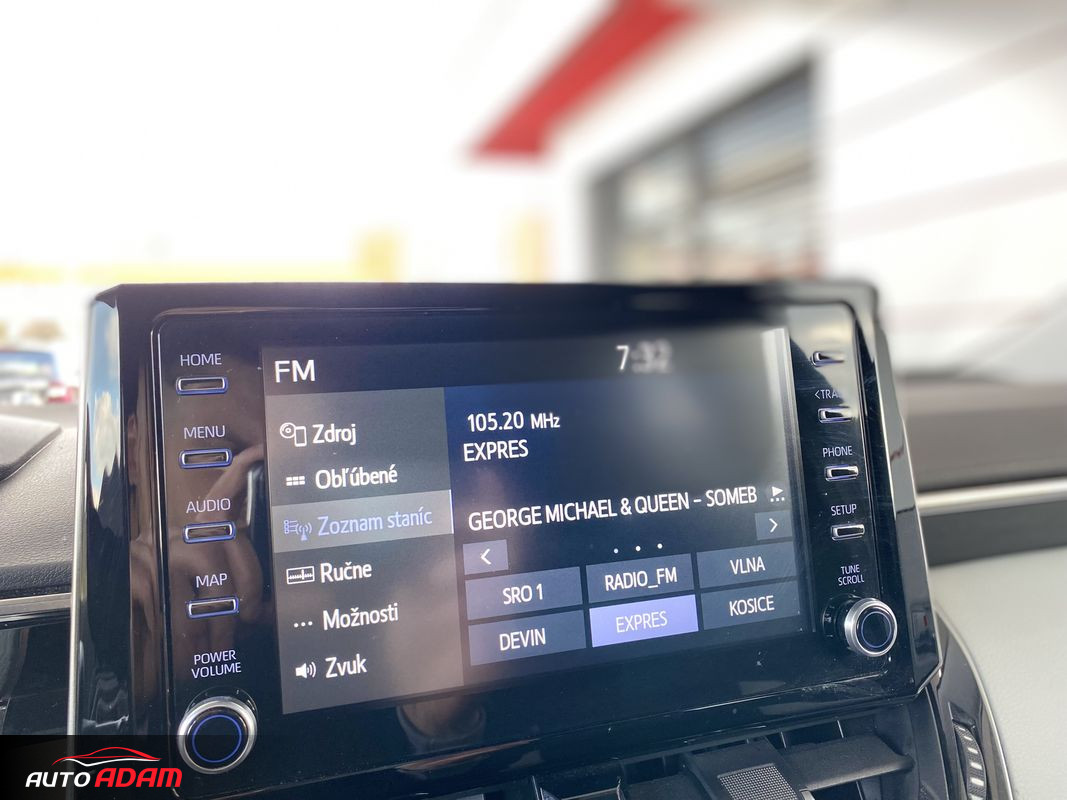 HOME
MENU
AUDIO
MAP
POWER
VOLUME
FM
7:32
Zdroj
Obľúbené
Zoznam staníc
Ručne
Možnosti
Zvuk
105.20 MHz
EXPRES
GEORGE MICHAEL & QUEEN - SOMEB
SRO 1
RADIO_FM
VLNA
DEVIN
EXPRES
KOSICE
<TRA
PHONE
SETUP
TUNE
SCROLL
AUTO ADAM